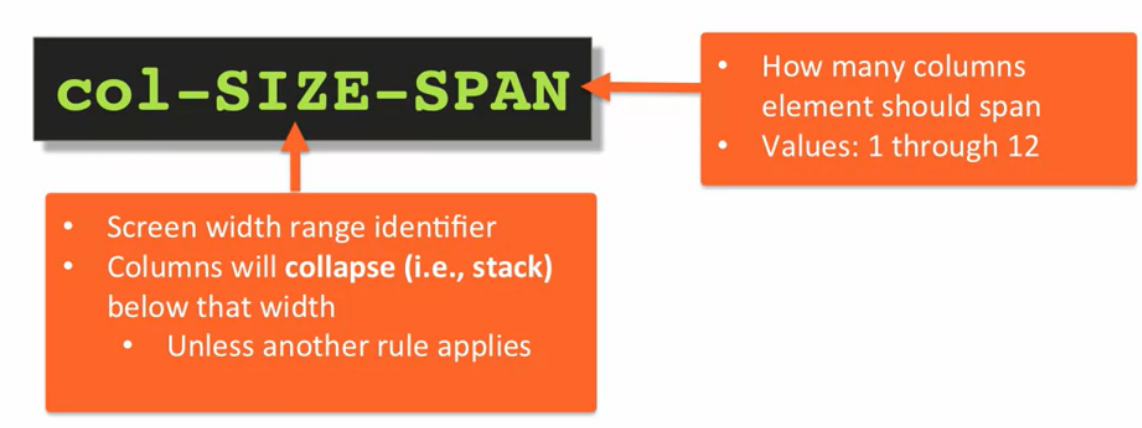 col-SIZE-SPAN
• How many columns
element should span
• Values: 1 through 12
• Screen width range identifier
• Columns will collapse (i.e., stack)
below that width
• Unless another rule applies